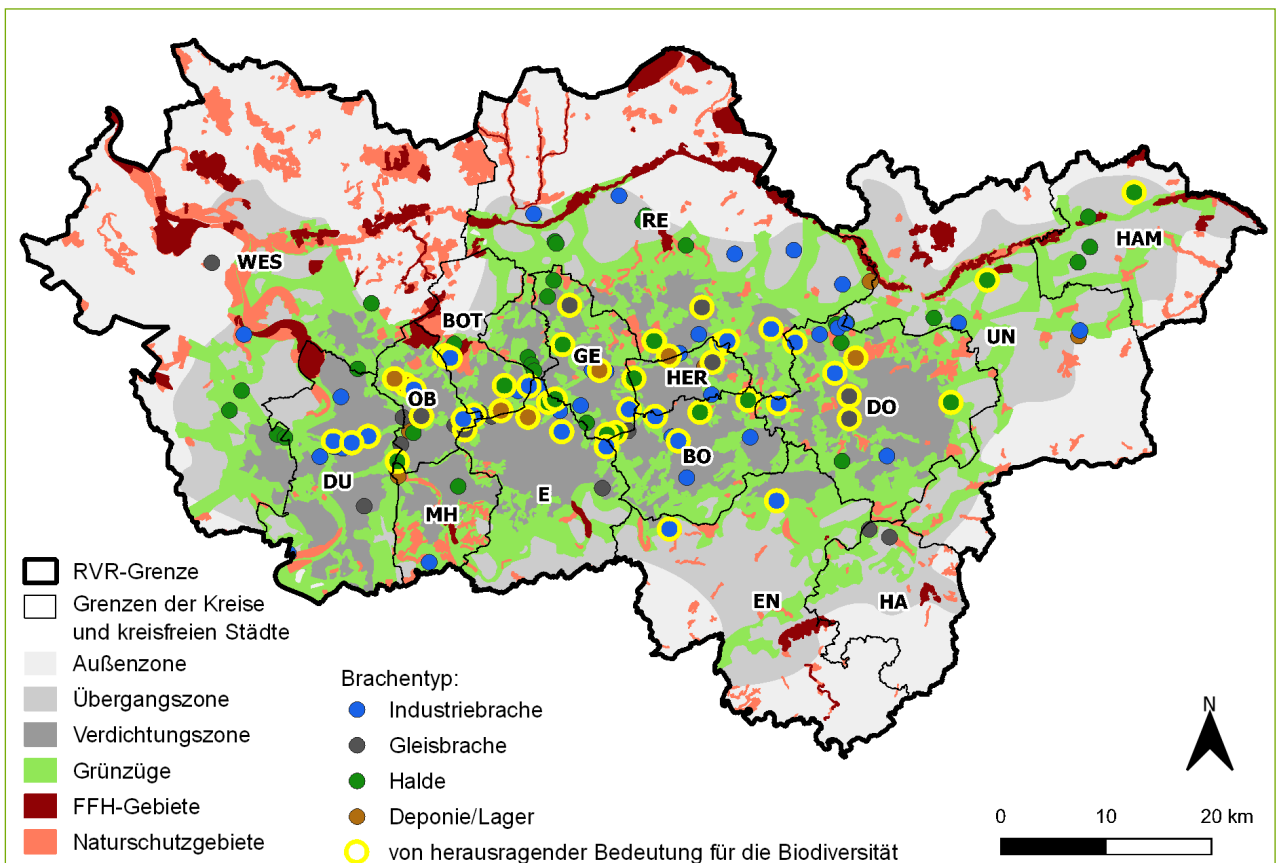 RE
HAM
WES
BOT
UN
GE
HER
OB
DO
BO
DU
E
MH
EN
HA
RVR-Grenze
Grenzen der Kreise
und kreisfreien Städte
Außenzone
Übergangszone
Verdichtungszone
Grünzüge
FFH-Gebiete
Naturschutzgebiete
Brachentyp:
Industriebrache
Gleisbrache
Halde
Deponie/Lager
von herausragender Bedeutung für die Biodiversität
N
0 10 20 km